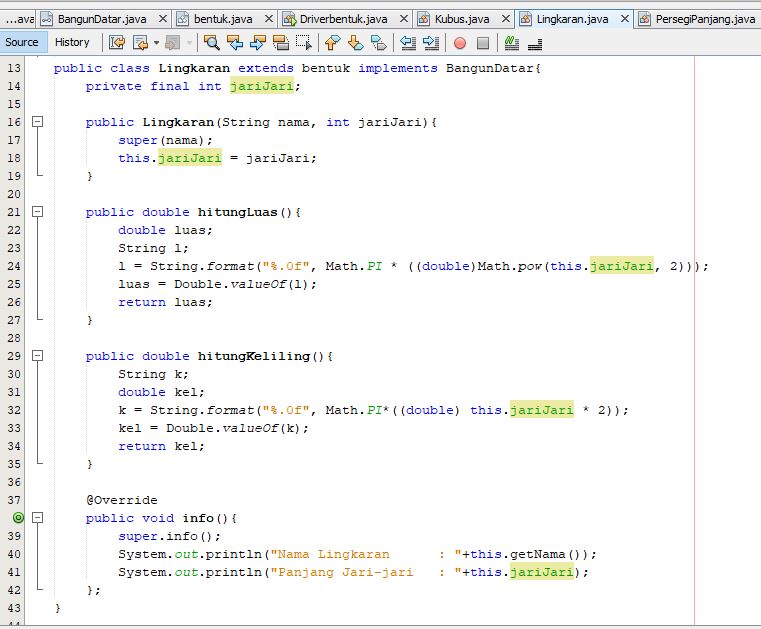 ...ava BangunDatar.java bentuk.java Driverbentuk.java Kubus.java Lingkaran.java PersegiPanjang.java
Source History
13 public class Lingkaran extends bentuk implements BangunDatar{
14 private final int jariJari;
15
16 public Lingkaran(String nama, int jariJari){
17 super(nama);
18 this.jariJari = jariJari;
19 }
20
21 public double hitungLuas(){
22 double luas;
23 String l;
24 l = String.format("%.0f", Math.PI * ((double)Math.pow(this.jariJari, 2)));
25 luas = Double.valueOf(l);
26 return luas;
27 }
28
29 public double hitungKeliling(){
30 String k;
31 double kel;
32 k = String.format("%.0f", Math.PI*((double) this.jariJari * 2));
33 kel = Double.valueOf(k);
34 return kel;
35 }
36
37 @Override
public void info(){
39 super.info();
40 System.out.println("Nama Lingkaran      : "+this.getNama());
41 System.out.println("Panjang Jari-jari   : "+this.jariJari);
42 };
43 }